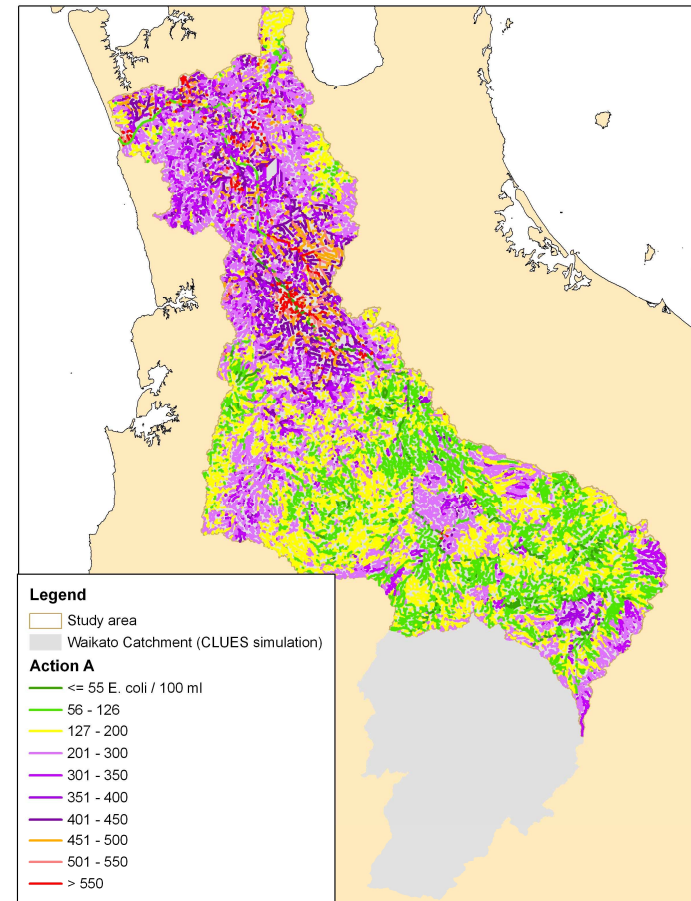 Legend
Study area
Waikato Catchment (CLUES simulation)
Action A
<= 55 E. coli / 100 ml
56 - 126
127 - 200
201 - 300
301 - 350
351 - 400
401 - 450
451 - 500
501 - 550
> 550